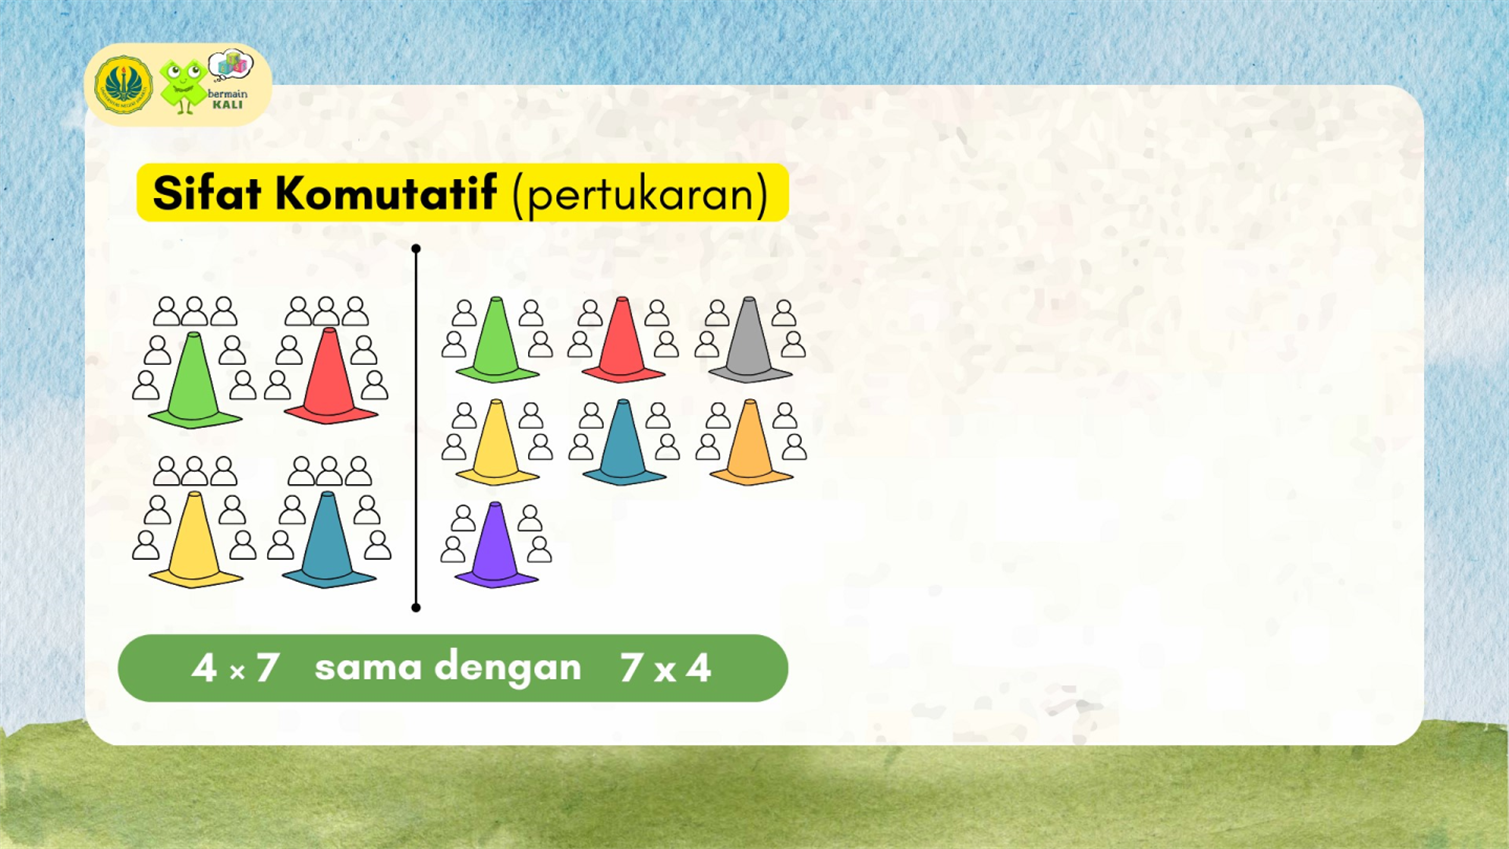 bermain
KALI
Sifat Komutatif (pertukaran)
4 × 7 sama dengan 7 x 4